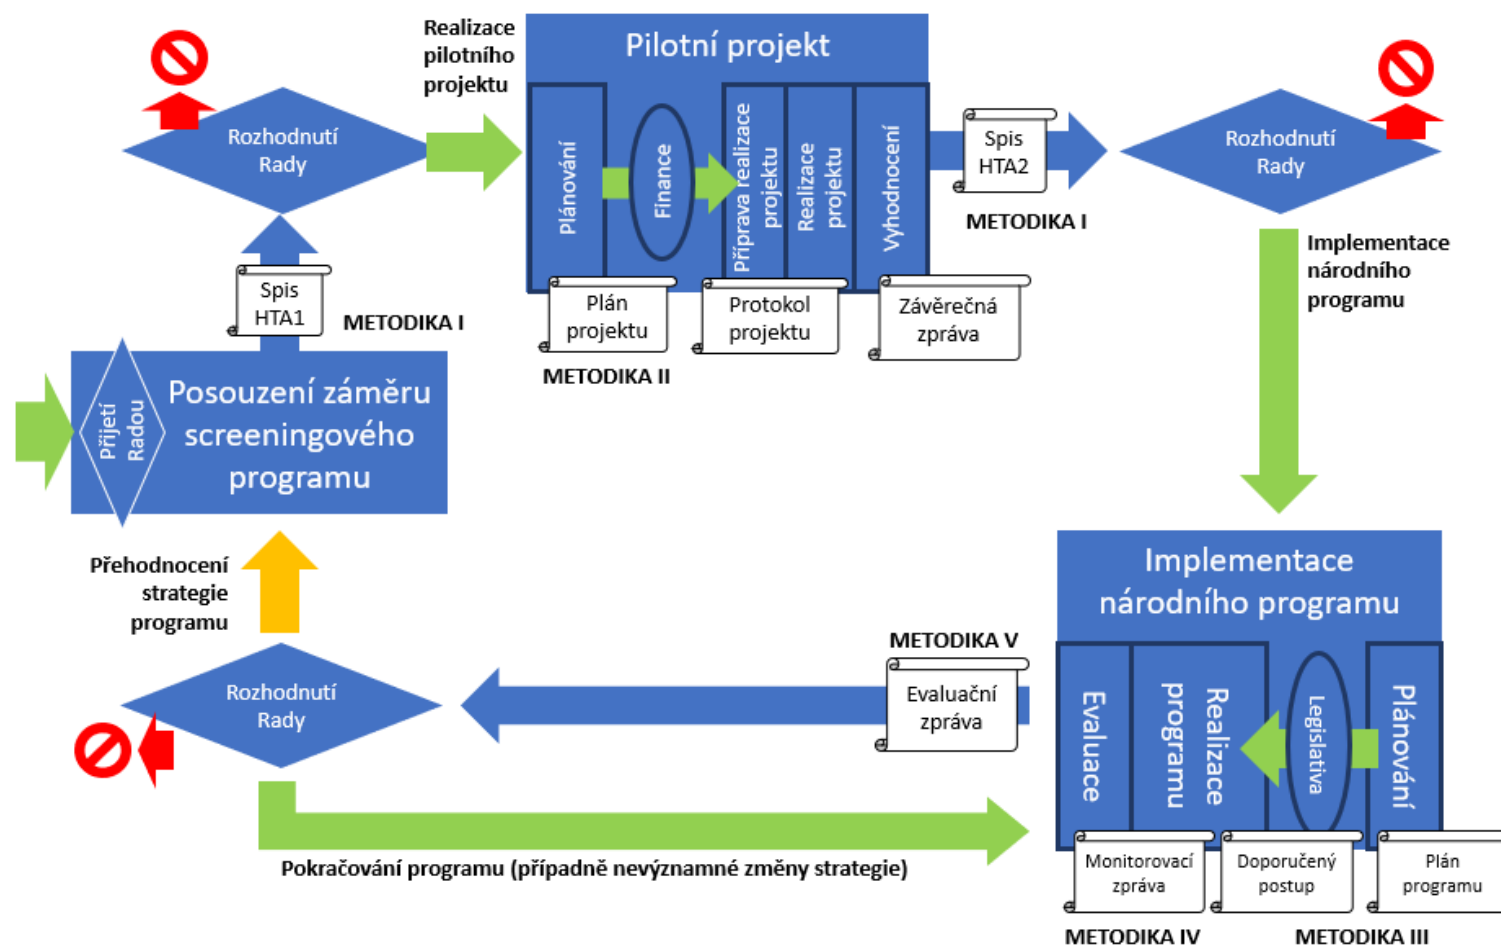 Realizace
pilotního
projektu
Pilotní projekt
Rozhodnutí
Rady
Plánování
Finance
Příprava realizace
projektu
Realizace
projektu
Vyhodnocení
Spis
HTA2
METODIKA I
Rozhodnutí
Rady
Spis
HTA1
METODIKA I
Plán
projektu
METODIKA II
Protokol
projektu
Závěrečná
zpráva
Implementace
národního
programu
Přijetí
Radou
Posouzení záměru
screeningového
programu
Přehodnocení
strategie
programu
Implementace
národního programu
METODIKA V
Evaluační
zpráva
Rozhodnutí
Rady
Evaluace
Realizace
programu
Legislativa
Plánování
Pokračování programu (případně nevýznamné změny strategie)
Monitorovací
zpráva
Doporučený
postup
Plán
programu
METODIKA IV
METODIKA III